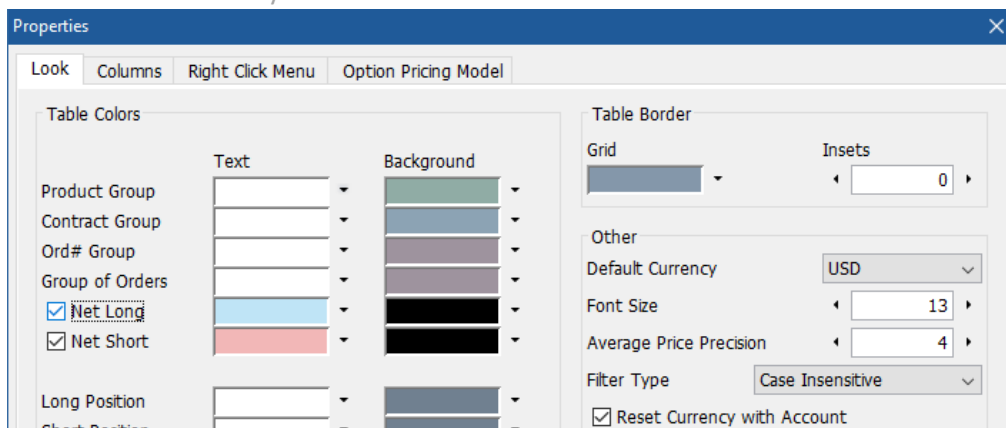 Properties
Look Columns Right Click Menu Option Pricing Model
Table Colors
Text Background
Product Group
Contract Group
Ord# Group
Group of Orders
Net Long
Net Short
Long Position
Short Position
Table Border
Grid Insets
0
Other
Default Currency USD
Font Size 13
Average Price Precision 4
Filter Type Case Insensitive
Reset Currency with Account